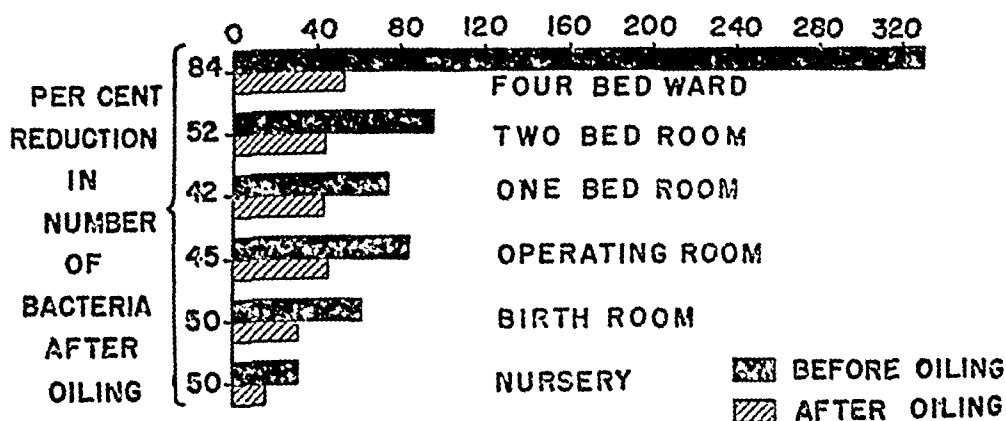 0 40 80 120 160 200 240 280 320
PER CENT
REDUCTION
IN
NUMBER
OF
BACTERIA
AFTER
OILING
84
FOUR BED WARD
52
TWO BED ROOM
42
ONE BED ROOM
45
OPERATING ROOM
50
BIRTH ROOM
50
NURSERY
BEFORE OILING
AFTER OILING